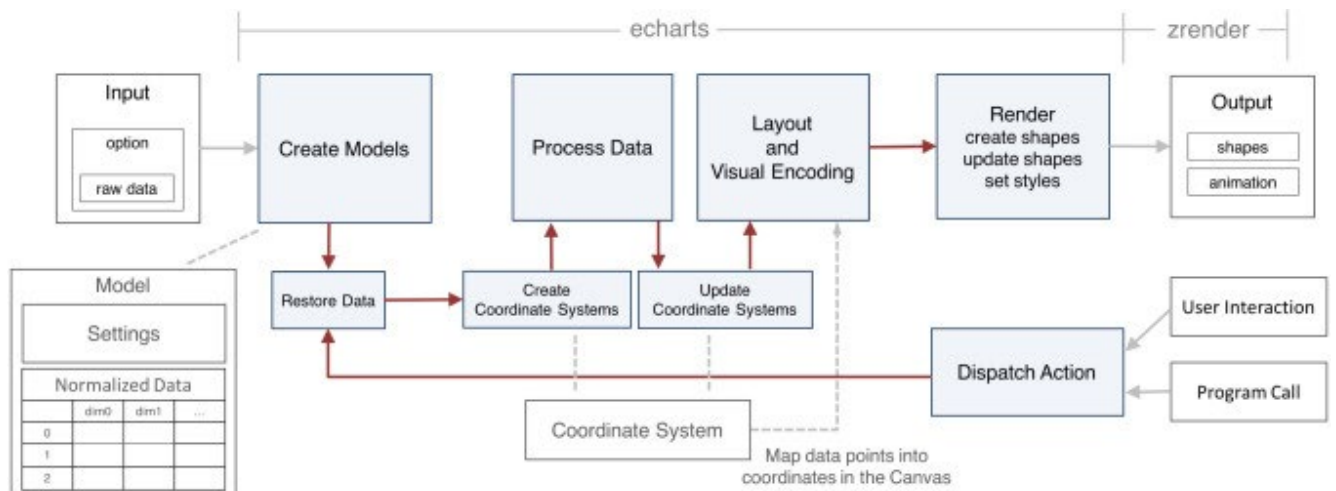 echarts
zrender
Input
option
raw data
Create Models
Process Data
Layout
and
Visual Encoding
Render
create shapes
update shapes
set styles
Output
shapes
animation
Restore Data
Create
Coordinate Systems
Update
Coordinate Systems
Model
Settings
Normalized Data
dim0 dim1 ...
0
1
2
User Interaction
Dispatch Action
Program Call
Coordinate System
Map data points into
coordinates in the Canvas